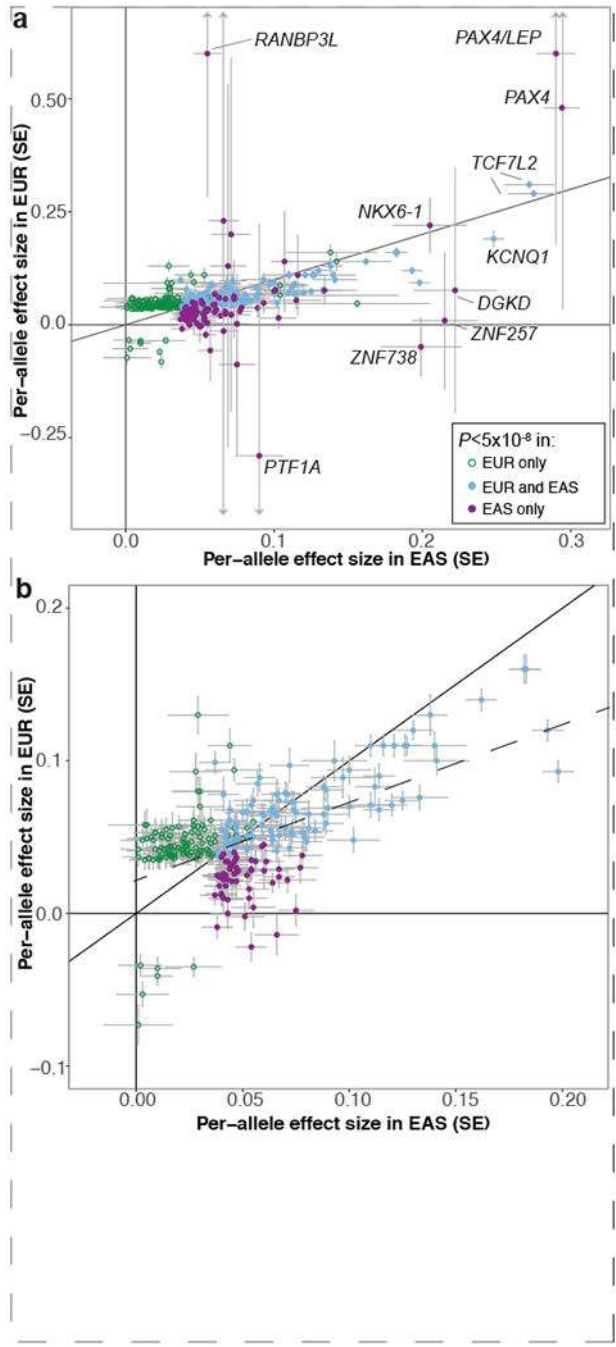 a
RANBP3L
PAX4/LEP
PAX4
TCF7L2
NKX6-1
KCNQ1
DGKD
ZNF257
ZNF738
PTF1A
0.50
0.25
0.0
−0.25
Per−allele effect size in EUR (SE)
P<5x10⁻⁸ in:
EUR only
EUR and EAS
EAS only
0.0
0.1
0.2
0.3
Per−allele effect size in EAS (SE)
b
0.2
0.1
0.0
−0.1
Per−allele effect size in EUR (SE)
0.00
0.05
0.10
0.15
0.20
Per−allele effect size in EAS (SE)